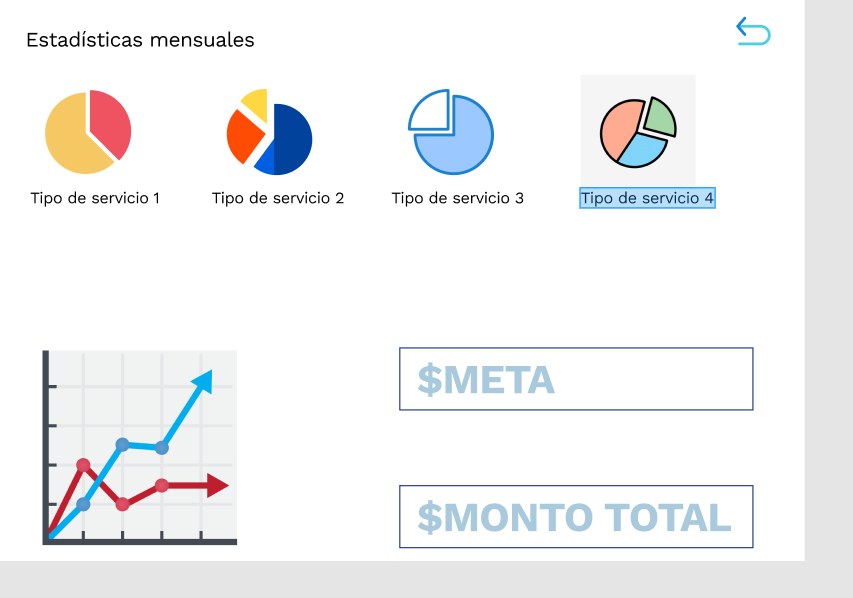 Estadísticas mensuales
Tipo de servicio 1
Tipo de servicio 2
Tipo de servicio 3
Tipo de servicio 4
$META
$MONTO TOTAL